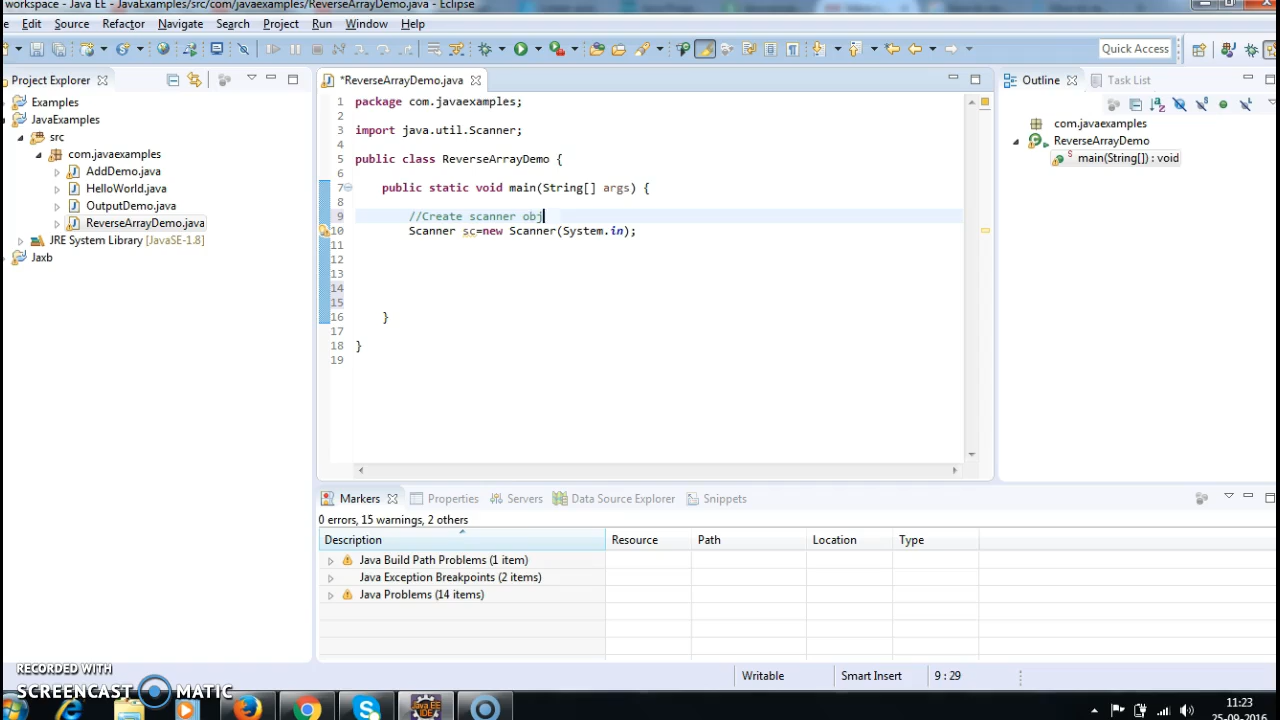 workspace - Java EE - JavaExamples/src/com/javaexamples/ReverseArrayDemo.java - Eclipse
Edit Source Refactor Navigate Search Project Run Window Help
Quick Access
Project Explorer
Examples
JavaExamples
src
com.javaexamples
AddDemo.java
HelloWorld.java
OutputDemo.java
ReverseArrayDemo.java
JRE System Library [JavaSE-1.8]
Jaxb
*ReverseArrayDemo.java
1 package com.javaexamples;
2
3 import java.util.Scanner;
4
5 public class ReverseArrayDemo {
6
7 public static void main(String[] args) {
8
9 //Create scanner obj
10 Scanner sc=new Scanner(System.in);
11
12
13
14
15
16 }
17
18 }
19
Outline Task List
com.javaexamples
ReverseArrayDemo
S main(String[]) : void
Markers Properties Servers Data Source Explorer Snippets
0 errors, 15 warnings, 2 others
Description Resource Path Location Type
Java Build Path Problems (1 item)
Java Exception Breakpoints (2 items)
Java Problems (14 items)
Writable Smart Insert 9 : 29
RECORDED WITH
SCREENCAST MATIC
Java EE
IDE
11:23
25-09-2016